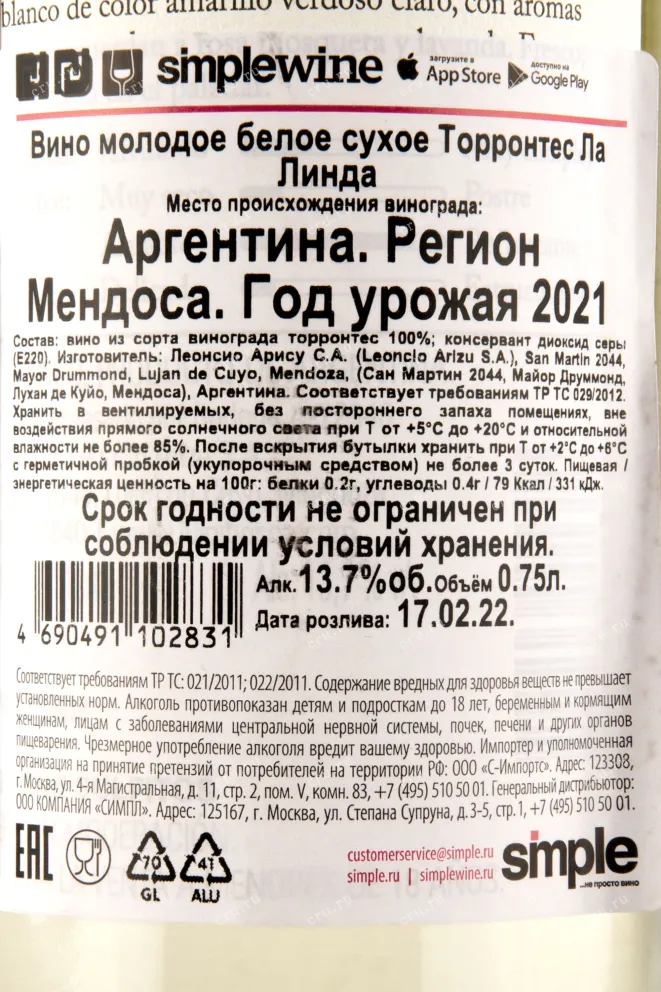 blanco de color amarillo verdoso claro, con aromas
simplewine загрузите в App Store доступно на Google Play
Вино молодое белое сухое Торронтес Ла
Линда
Место происхождения винограда:
Аргентина. Регион
Мендоса. Год урожая 2021
Состав: вино из сорта винограда торронтес 100%; консервант диоксид серы
(E220). Изготовитель: Леонсио Арису С.А. (Leoncio Arizu S.A.), San Martin 2044,
Mayor Drummond, Lujan de Cuyo, Mendoza, (Сан Мартин 2044, Майор Друммонд,
Лухан де Куйо, Мендоса), Аргентина. Соответствует требованиям ТР ТС 029/2012.
Хранить в вентилируемых, без постороннего запаха помещениях, вне
воздействия прямого солнечного света при Т от +5°С до +20°С и относительной
влажности не более 85%. После вскрытия бутылки хранить при Т от +2°С до +6°С
с герметичной пробкой (укупорочным средством) не более 3 суток. Пищевая /
энергетическая ценность на 100г: белки 0.2г, углеводы 0.4г / 79 Ккал / 331 кДж.
Срок годности не ограничен при
соблюдении условий хранения.
Алк. 13.7%об. Объём 0.75л.
Дата розлива: 17.02.22.
4 690491 102831
Соответствует требованиям ТР ТС: 021/2011; 022/2011. Содержание вредных для здоровья веществ не превышает
установленных норм. Алкоголь противопоказан детям и подросткам до 18 лет, беременным и кормящим
женщинам, лицам с заболеваниями центральной нервной системы, почек, печени и других органов
пищеварения. Чрезмерное употребление алкоголя вредит вашему здоровью. Импортер и уполномоченная
организация на принятие претензий от потребителей на территории РФ: ООО «С-Импортс». Адрес: 123308,
г. Москва, ул. 4-я Магистральная, д. 11, стр. 2, пом. V, комн. 83, +7 (495) 510 50 01. Генеральный дистрибьютор:
ООО КОМПАНИЯ «СИМПЛ». Адрес: 125167, г. Москва, ул. Степана Супруна, д.3-5, стр.1, +7 (495) 510 50 01.
EAC 70 GL 41 ALU
customerservice@simple.ru
simple.ru | simplewine.ru
simple
...не просто вино